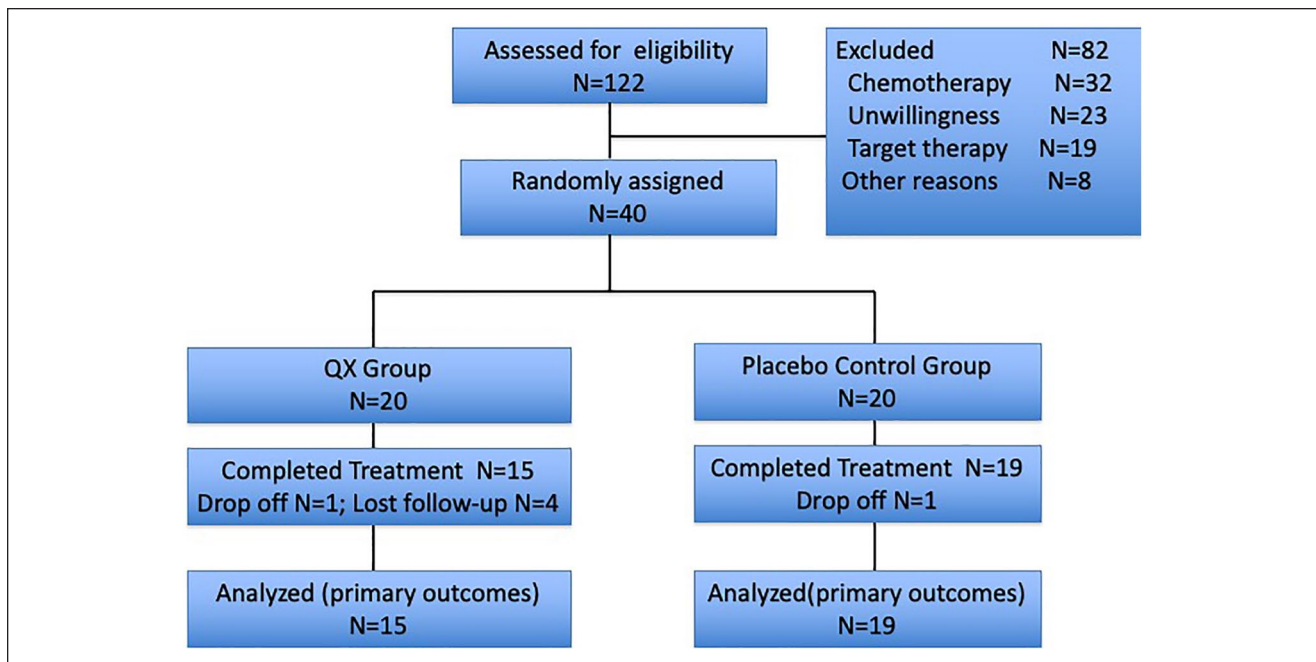 Assessed for eligibility
N=122
Excluded N=82
Chemotherapy N=32
Unwillingness N=23
Target therapy N=19
Other reasons N=8
Randomly assigned
N=40
QX Group
N=20
Placebo Control Group
N=20
Completed Treatment N=15
Drop off N=1; Lost follow-up N=4
Completed Treatment N=19
Drop off N=1
Analyzed (primary outcomes)
N=15
Analyzed(primary outcomes)
N=19